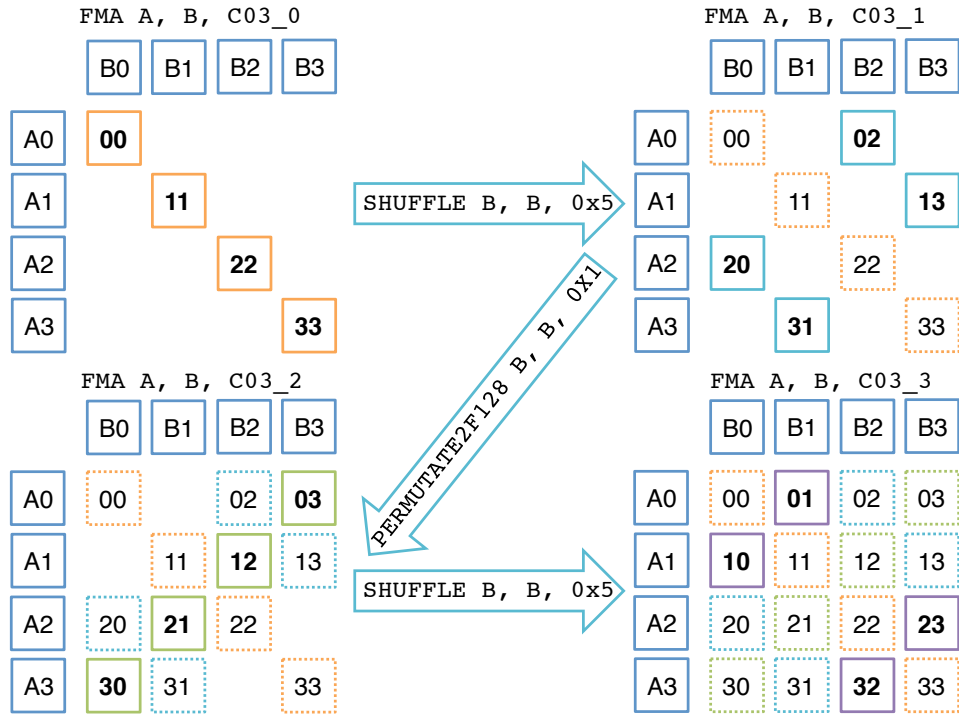 FMA A, B, C03_0
B0 B1 B2 B3
A0 00
A1 11
A2 22
A3 33
SHUFFLE B, B, 0x5
FMA A, B, C03_1
B0 B1 B2 B3
A0 00 02
A1 11 13
A2 20 22
A3 31 33
PERMUTATE2F128 B, B, 0X1
FMA A, B, C03_2
B0 B1 B2 B3
A0 00 02 03
A1 11 12 13
A2 20 21 22
A3 30 31 33
SHUFFLE B, B, 0x5
FMA A, B, C03_3
B0 B1 B2 B3
A0 00 01 02 03
A1 10 11 12 13
A2 20 21 22 23
A3 30 31 32 33